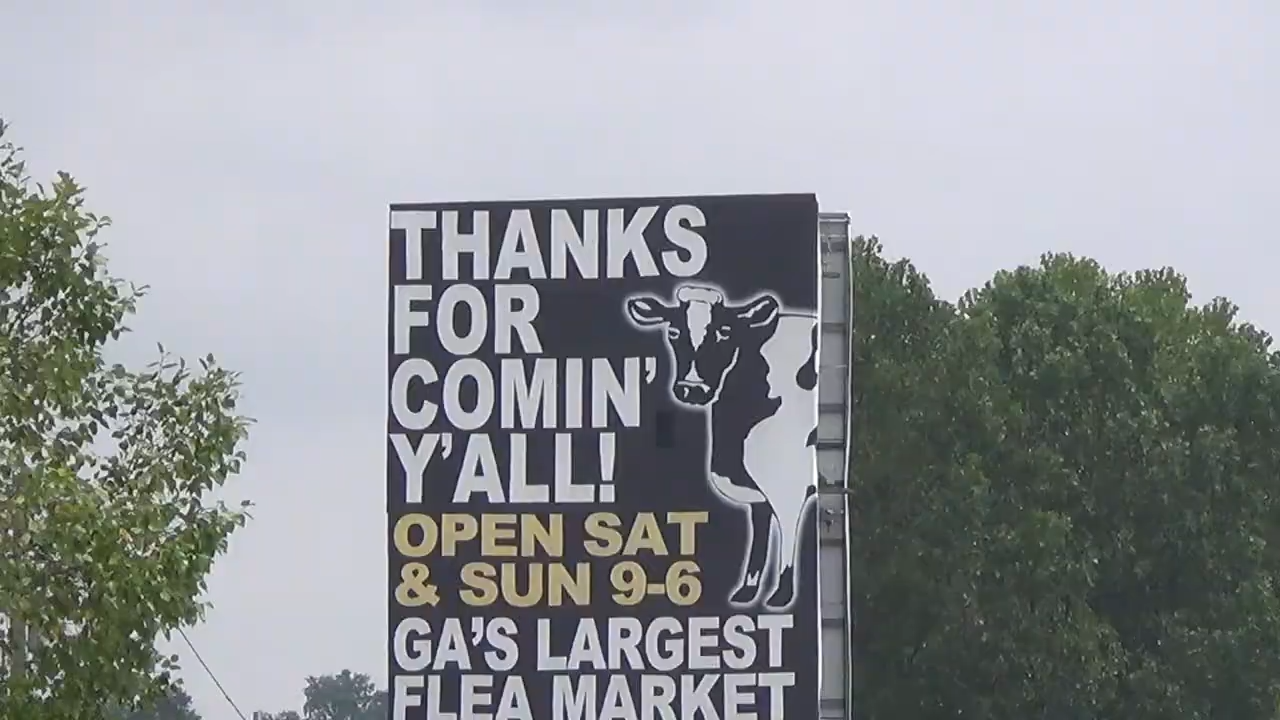 THANKS
FOR
COMIN'
Y'ALL!
OPEN SAT
& SUN 9-6
GA'S LARGEST
FLEA MARKET